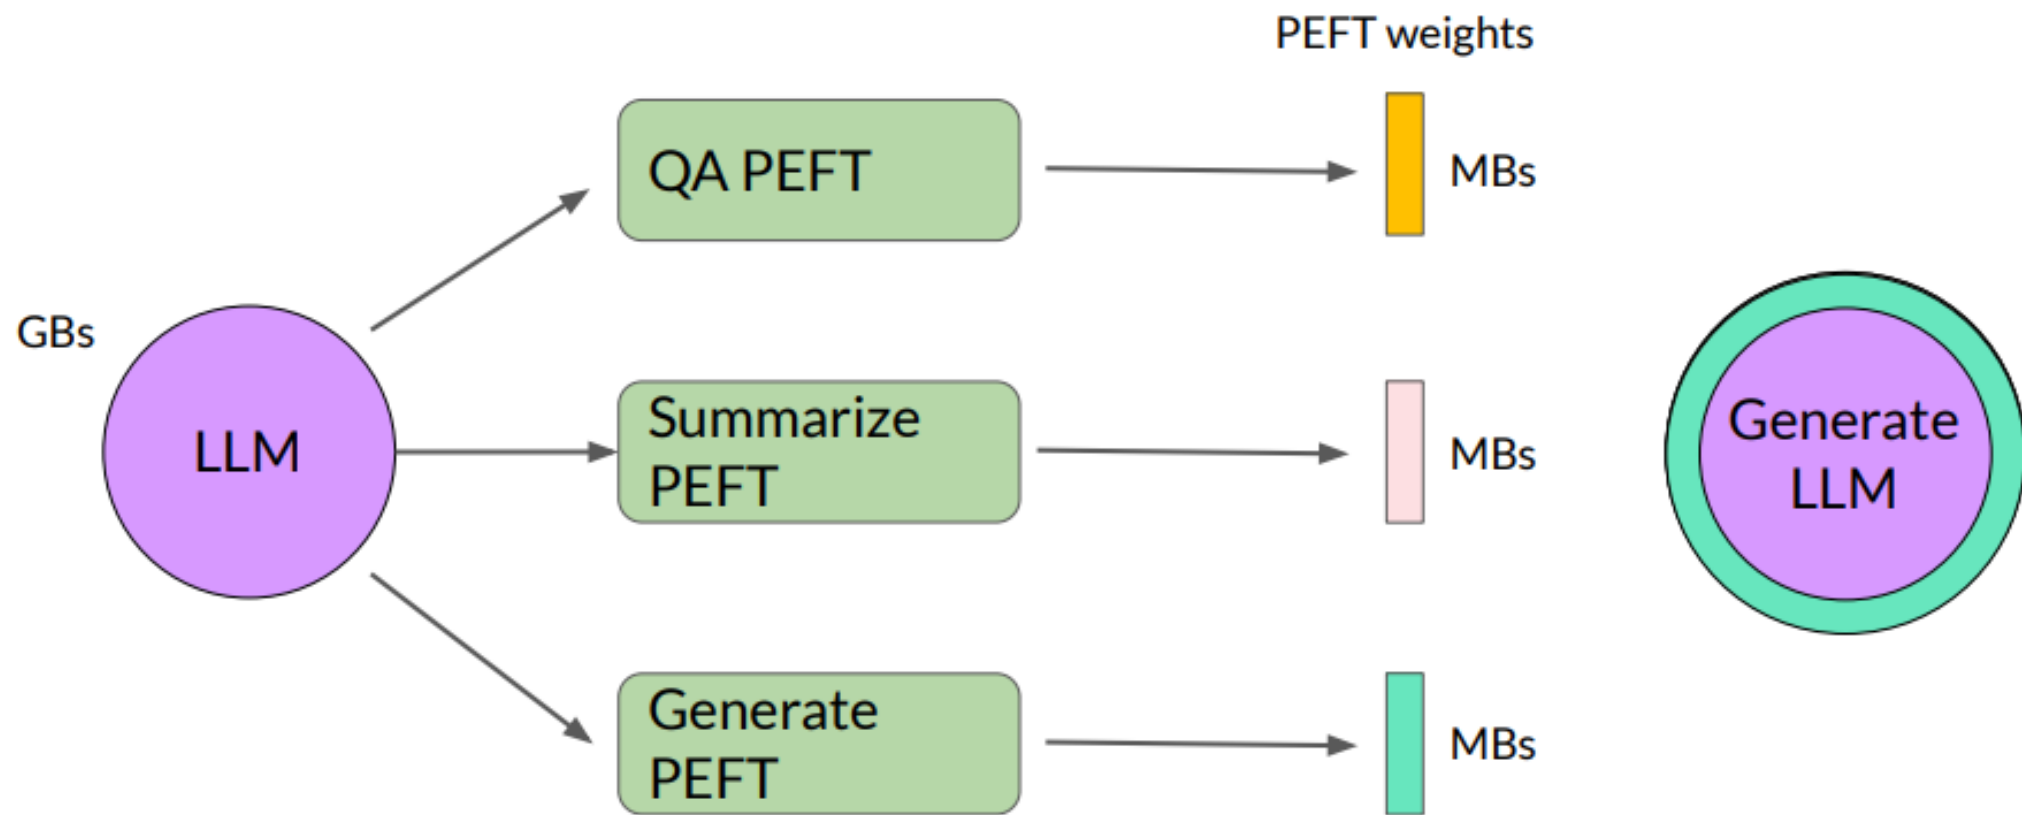 PEFT weights
QA PEFT
MBs
GBs
LLM
Summarize
PEFT
MBs
Generate
LLM
Generate
PEFT
MBs